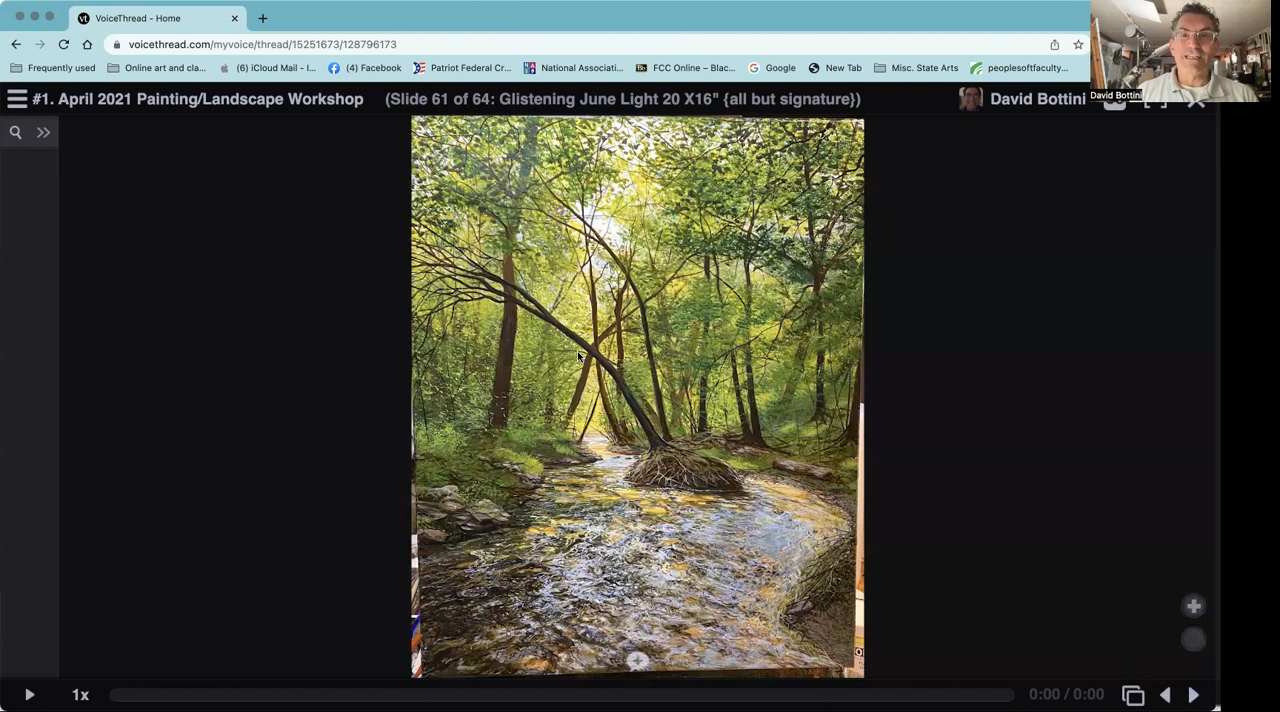 vt VoiceThread - Home
voicethread.com/myvoice/thread/15251673/128796173
Frequently used Online art and cla... (6) iCloud Mail - I... (4) Facebook Patriot Federal Cr... National Associati... FCC Online – Blac... Google New Tab Misc. State Arts peoplesoftfaculty...
David Bottini
#1. April 2021 Painting/Landscape Workshop (Slide 61 of 64: Glistening June Light 20 X16" {all but signature}) David Bottini
1x 0:00 / 0:00